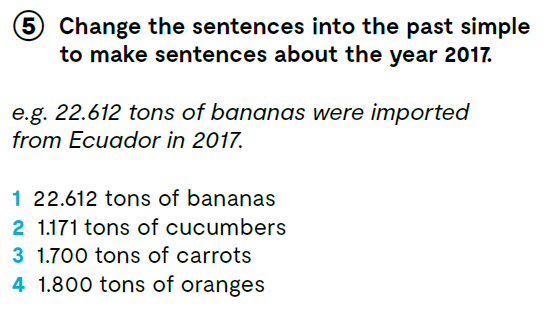 5 Change the sentences into the past simple
to make sentences about the year 2017.
e.g. 22.612 tons of bananas were imported
from Ecuador in 2017.
1 22.612 tons of bananas
2 1.171 tons of cucumbers
3 1.700 tons of carrots
4 1.800 tons of oranges